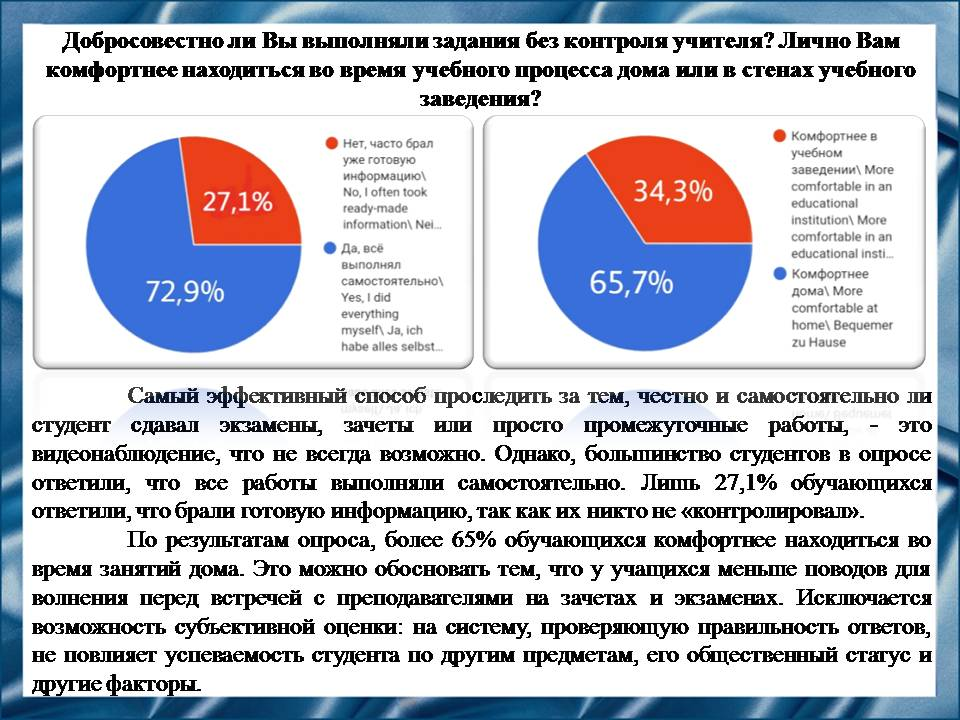 Добросовестно ли Вы выполняли задания без контроля учителя? Лично Вам
комфортнее находиться во время учебного процесса дома или в стенах учебного
заведения?
27,1%
72,9%
Нет, часто брал
уже готовую
информацию\
No, I often took
ready-made
information\ Nei...
Да, всё
выполнял
самостоятельно\
Yes, I did
everything
myself\ Ja, ich
habe alles selbst...
34,3%
65,7%
Комфортнее в
учебном
заведении\ More
comfortable in an
educational
institution\ More
comfortable in an
educational insti...
Комфортнее
дома\ More
comfortable at
home\ Bequemer
zu Hause
Самый эффективный способ проследить за тем, честно и самостоятельно ли
студент сдавал экзамены, зачеты или просто промежуточные работы, - это
видеонаблюдение, что не всегда возможно. Однако, большинство студентов в опросе
ответили, что все работы выполняли самостоятельно. Лишь 27,1% обучающихся
ответили, что брали готовую информацию, так как их никто не «контролировал».
По результатам опроса, более 65% обучающихся комфортнее находиться во
время занятий дома. Это можно обосновать тем, что у учащихся меньше поводов для
волнения перед встречей с преподавателями на зачетах и экзаменах. Исключается
возможность субъективной оценки: на систему, проверяющую правильность ответов,
не повлияет успеваемость студента по другим предметам, его общественный статус и
другие факторы.